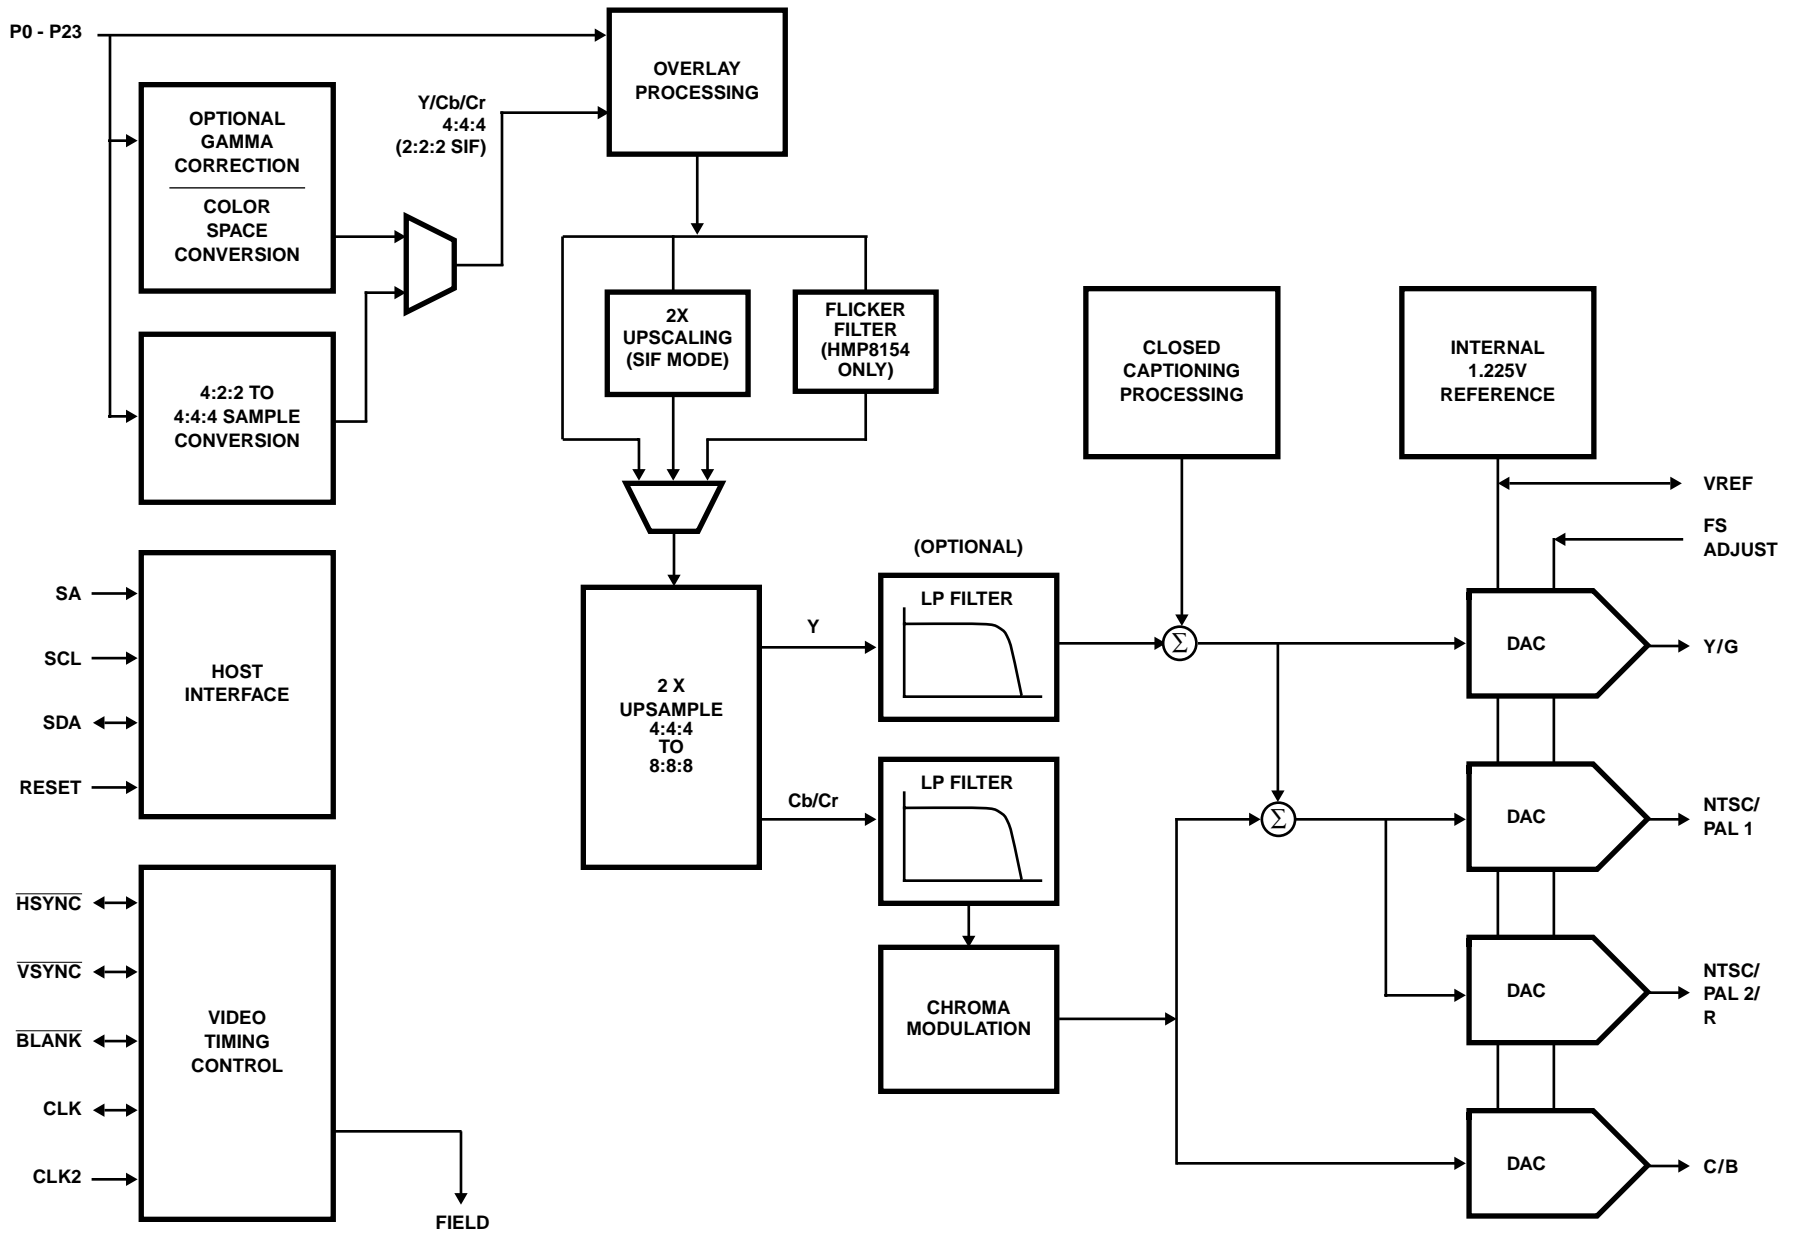 P0 - P23
OVERLAY
PROCESSING
Y/Cb/Cr
4:4:4
(2:2:2 SIF)
OPTIONAL
GAMMA
CORRECTION
COLOR
SPACE
CONVERSION
4:2:2 TO
4:4:4 SAMPLE
CONVERSION
2X
UPSCALING
(SIF MODE)
FLICKER
FILTER
(HMP8154
ONLY)
CLOSED
CAPTIONING
PROCESSING
INTERNAL
1.225V
REFERENCE
VREF
FS
ADJUST
SA
SCL
SDA
RESET
HOST
INTERFACE
2 X
UPSAMPLE
4:4:4
TO
8:8:8
Y
Cb/Cr
(OPTIONAL)
LP FILTER
LP FILTER
CHROMA
MODULATION
Σ
Σ
DAC
Y/G
DAC
NTSC/
PAL 1
DAC
NTSC/
PAL 2/
R
DAC
C/B
HSYNC
VSYNC
BLANK
CLK
CLK2
VIDEO
TIMING
CONTROL
FIELD